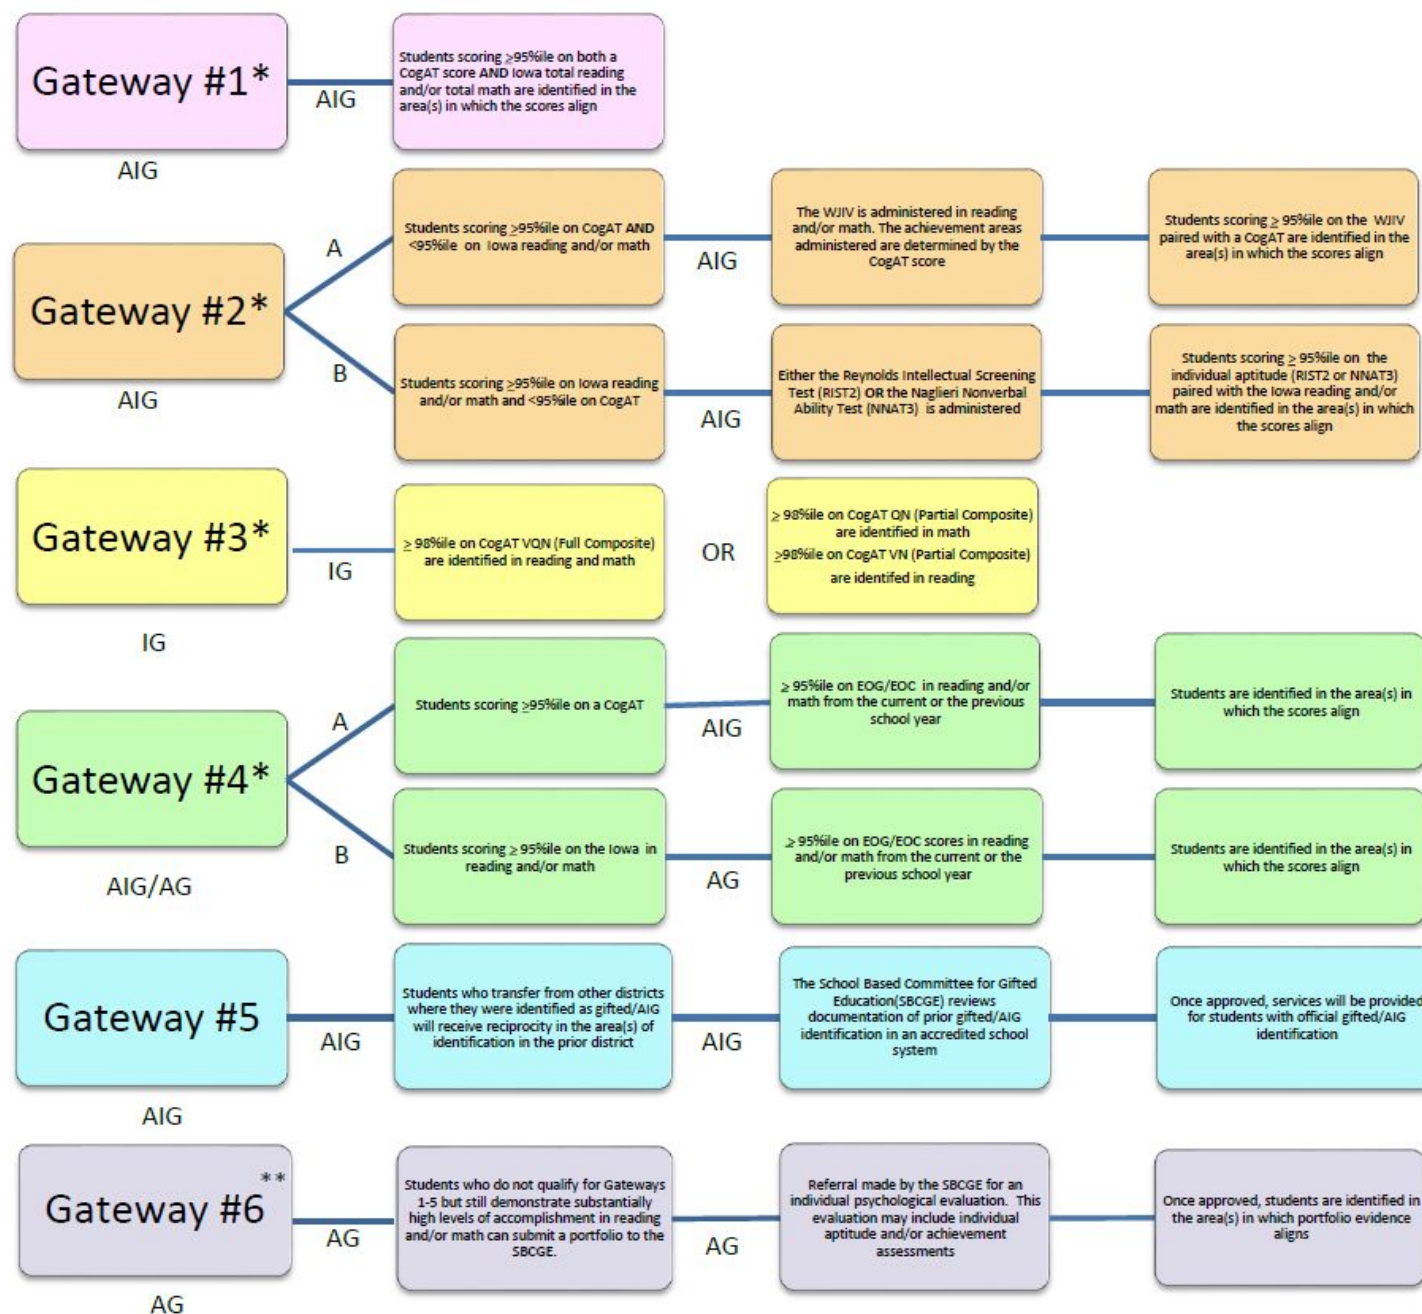 Gateway #1*
AIG
AIG
Students scoring ≥95%ile on both a
CogAT score AND Iowa total reading
and/or total math are identified in the
area(s) in which the scores align
Gateway #2*
AIG
A
Students scoring ≥95%ile on CogAT AND
<95%ile on Iowa reading and/or math
AIG
The WJIV is administered in reading
and/or math. The achievement areas
administered are determined by the
CogAT score
Students scoring ≥ 95%ile on the WJIV
paired with a CogAT are identified in the
area(s) in which the scores align
B
Students scoring ≥95%ile on Iowa reading
and/or math and <95%ile on CogAT
AIG
Either the Reynolds Intellectual Screening
Test (RIST2) OR the Naglieri Nonverbal
Ability Test (NNAT3) is administered
Students scoring ≥ 95%ile on the
individual aptitude (RIST2 or NNAT3)
paired with the Iowa reading and/or
math are identified in the area(s) in which
the scores align
Gateway #3*
IG
IG
≥ 98%ile on CogAT VQN (Full Composite)
are identified in reading and math
OR
≥ 98%ile on CogAT QN (Partial Composite)
are identified in math
≥98%ile on CogAT VN (Partial Composite)
are identifed in reading
Gateway #4*
AIG/AG
A
Students scoring ≥95%ile on a CogAT
AIG
≥ 95%ile on EOG/EOC in reading and/or
math from the current or the previous
school year
Students are identified in the area(s) in
which the scores align
B
Students scoring ≥ 95%ile on the Iowa in
reading and/or math
AG
≥ 95%ile on EOG/EOC scores in reading
and/or math from the current or the
previous school year
Students are identified in the area(s) in
which the scores align
Gateway #5
AIG
AIG
Students who transfer from other districts
where they were identified as gifted/AIG
will receive reciprocity in the area(s) of
identification in the prior district
AIG
The School Based Committee for Gifted
Education(SBCGE) reviews
documentation of prior gifted/AIG
identification in an accredited school
system
Once approved, services will be provided
for students with official gifted/AIG
identification
Gateway #6**
AG
AG
Students who do not qualify for Gateways
1-5 but still demonstrate substantially
high levels of accomplishment in reading
and/or math can submit a portfolio to the
SBCGE.
AG
Referral made by the SBCGE for an
individual psychological evaluation. This
evaluation may include individual
aptitude and/or achievement
assessments
Once approved, students are identified in
the area(s) in which portfolio evidence
aligns